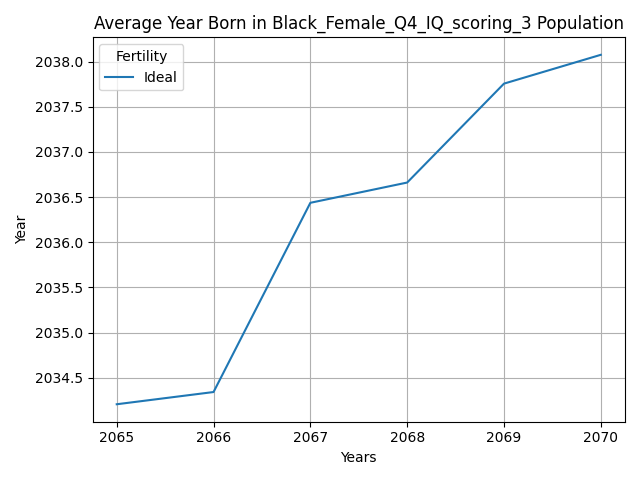 Average Year Born in Black_Female_Q4_IQ_scoring_3 Population
Fertility
Ideal
2038.0
2037.5
2037.0
2036.5
2036.0
2035.5
2035.0
2034.5
Year
2065 2066 2067 2068 2069 2070
Years